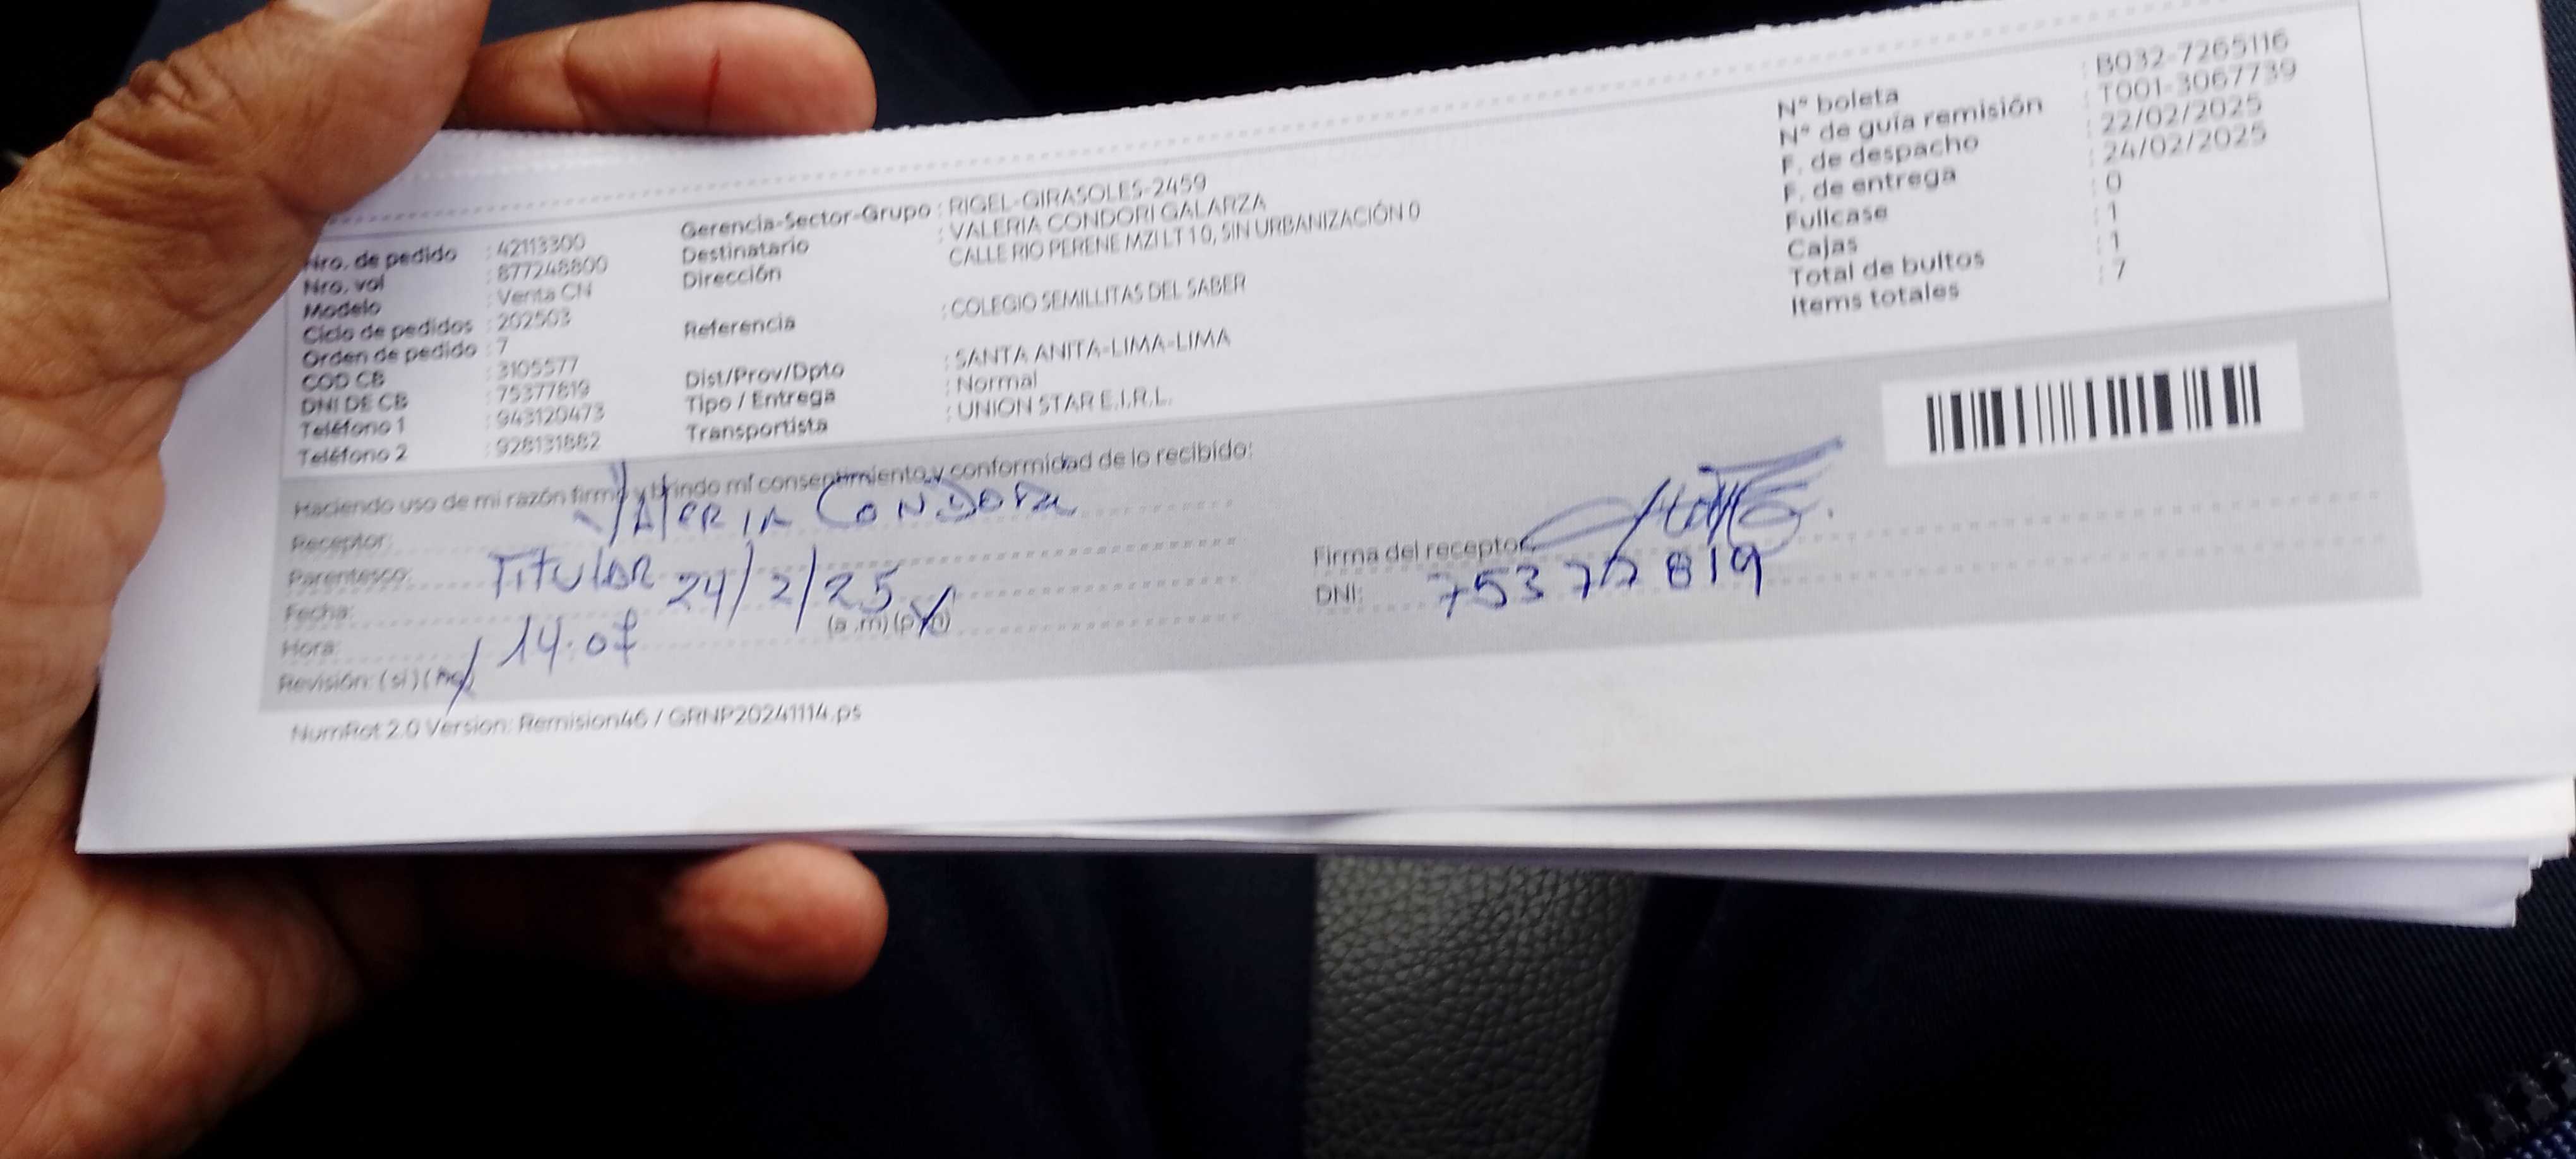 Nro. de pedido : 42113300
Nro. vol : 877248800
Modelo : Venta CN
Ciclo de pedidos : 202503
Orden de pedido : 7
COD CB : 3105577
DNI DE CB : 75377819
Teléfono 1 : 943120473
Teléfono 2 : 928131882
Gerencia-Sector-Grupo : RIGEL-GIRASOLES-2459
Destinatario : VALERIA CONDORI GALARZA
Dirección : CALLE RIO PERENE MZI LT 1 0, SIN URBANIZACIÓN 0
Referencia : COLEGIO SEMILLITAS DEL SABER
Dist/Prov/Dpto : SANTA ANITA-LIMA-LIMA
Tipo / Entrega : Normal
Transportista : UNION STAR E.I.R.L.
N° boleta : B032-7265116
N° de guía remisión : T001-3067739
F. de despacho : 22/02/2025
F. de entrega : 24/02/2025
Fullcase : 0
Cajas : 1
Total de bultos : 1
Items totales : 7
Haciendo uso de mi razón firmo y brindo mi consentimiento y conformidad de lo recibido:
Receptor: Valeria Condori
Parentesco: Titular
Fecha: 24/2/25
Hora: 14:07 (a.m) (p.m)
Revisión: (si) (no)
Firma del receptor:
DNI: 75377819
NumRot 2.0 Version: Remision46 / GRNP20241114.ps